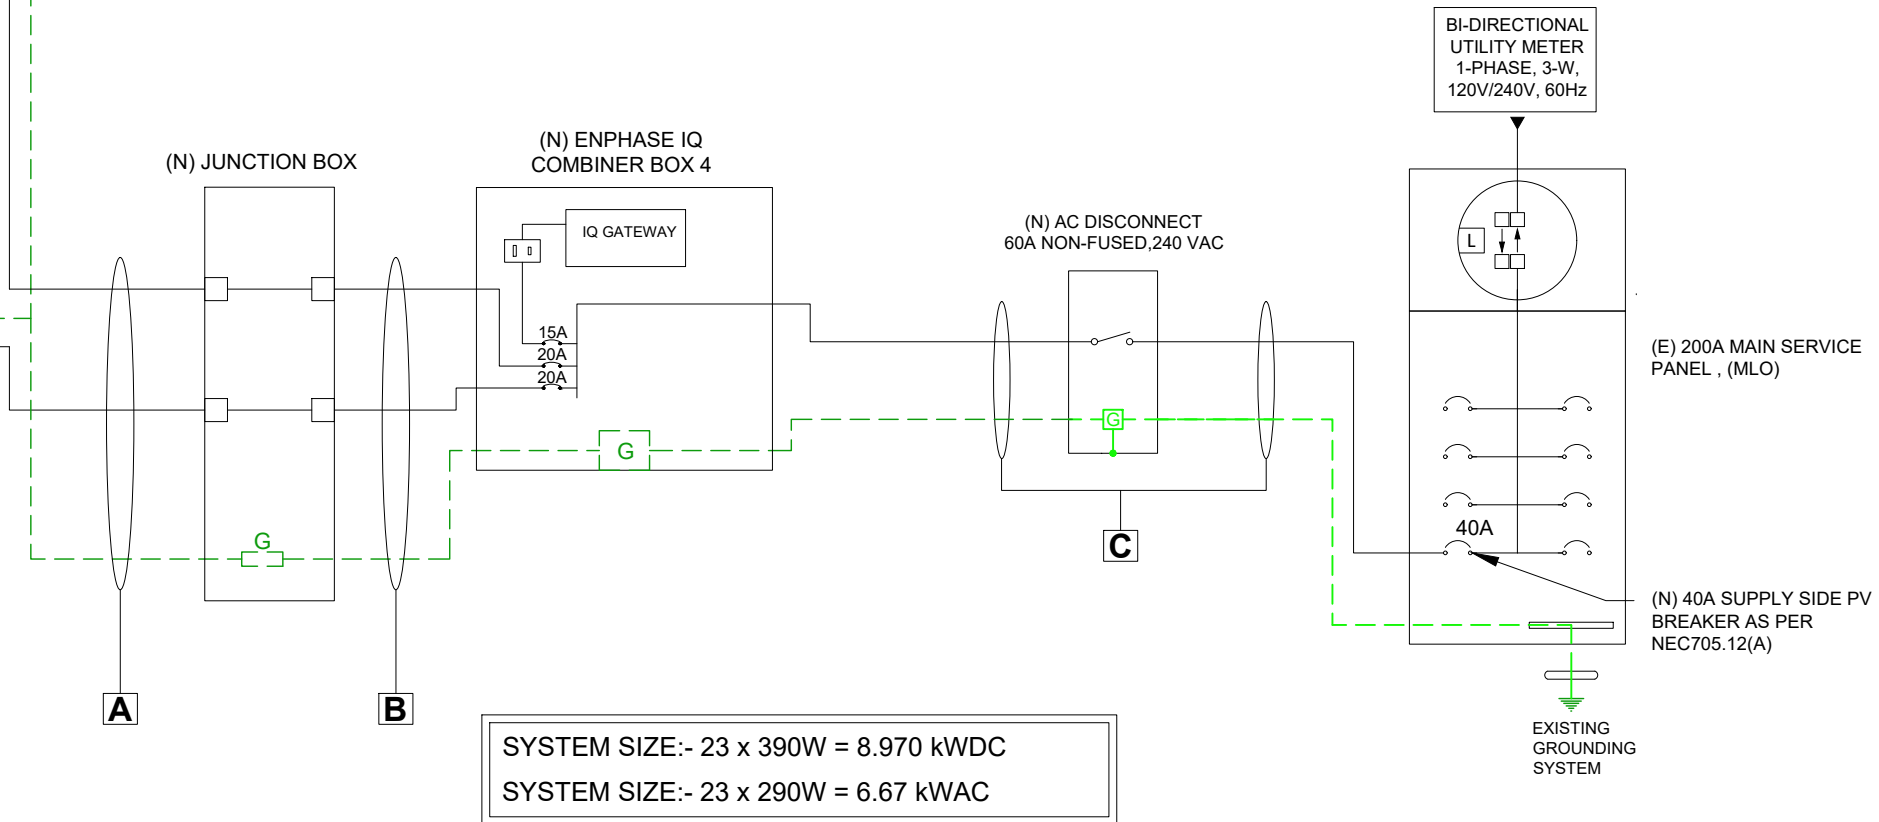 BI-DIRECTIONAL
UTILITY METER
1-PHASE, 3-W,
120V/240V, 60Hz
(N) JUNCTION BOX
(N) ENPHASE IQ
COMBINER BOX 4
IQ GATEWAY
15A
20A
20A
(N) AC DISCONNECT
60A NON-FUSED,240 VAC
L
(E) 200A MAIN SERVICE
PANEL , (MLO)
G
G
G
40A
(N) 40A SUPPLY SIDE PV
BREAKER AS PER
NEC705.12(A)
A
B
C
EXISTING
GROUNDING
SYSTEM
SYSTEM SIZE:- 23 x 390W = 8.970 kWDC
SYSTEM SIZE:- 23 x 290W = 6.67 kWAC